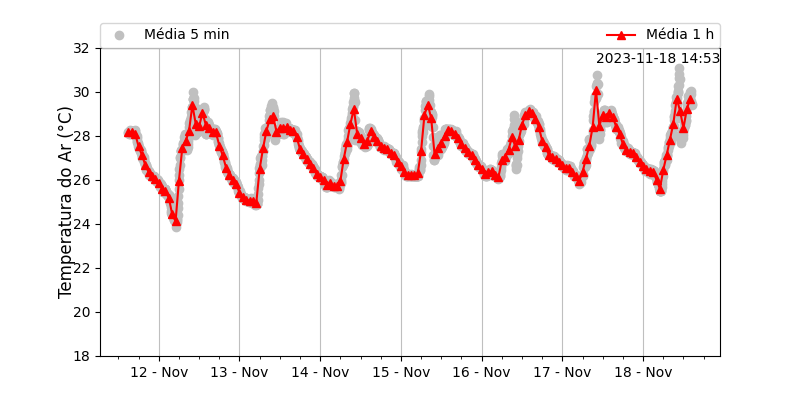 Média 5 min
Média 1 h
2023-11-18 14:53
Temperatura do Ar (°C)
32
30
28
26
24
22
20
18
12 - Nov
13 - Nov
14 - Nov
15 - Nov
16 - Nov
17 - Nov
18 - Nov